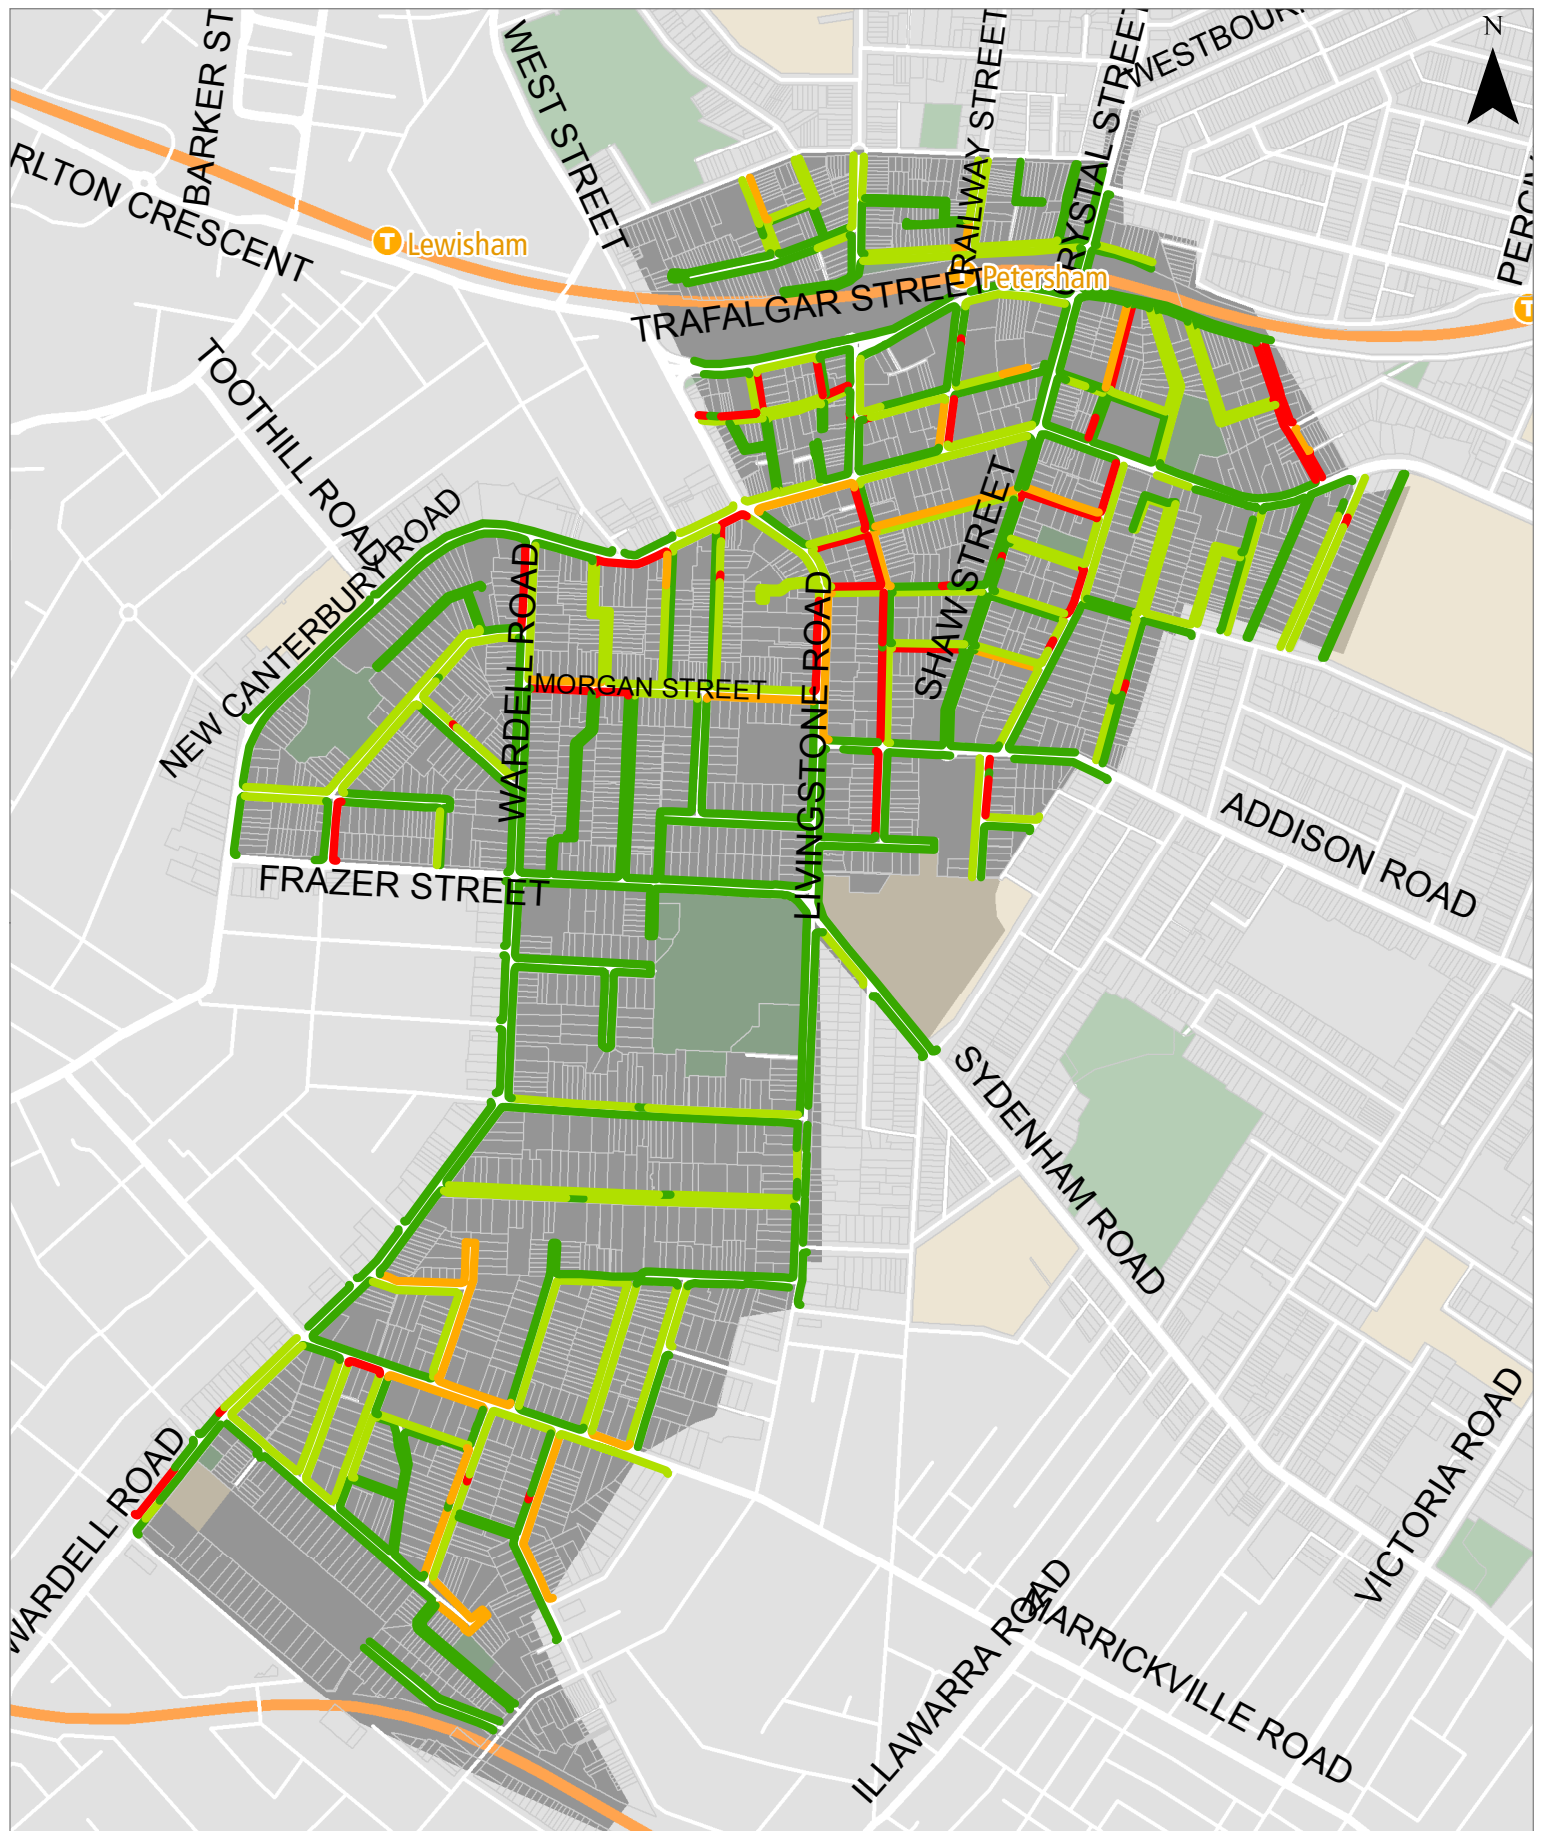 BARKER ST
WEST STREET
RAILWAY STREET
CRYSTAL STREET
N
RLTON CRESCENT
Lewisham
T
Petersham
TRAFALGAR STREET
T
TOOTHILL ROAD
NEW CANTERBURY ROAD
WARDELL ROAD
SHAW STREET
LIVINGSTONE ROAD
MORGAN STREET
FRAZER STREET
ADDISON ROAD
SYDENHAM ROAD
VICTORIA ROAD
WARDELL ROAD
ILLAWARRA ROAD
MARRICKVILLE ROAD